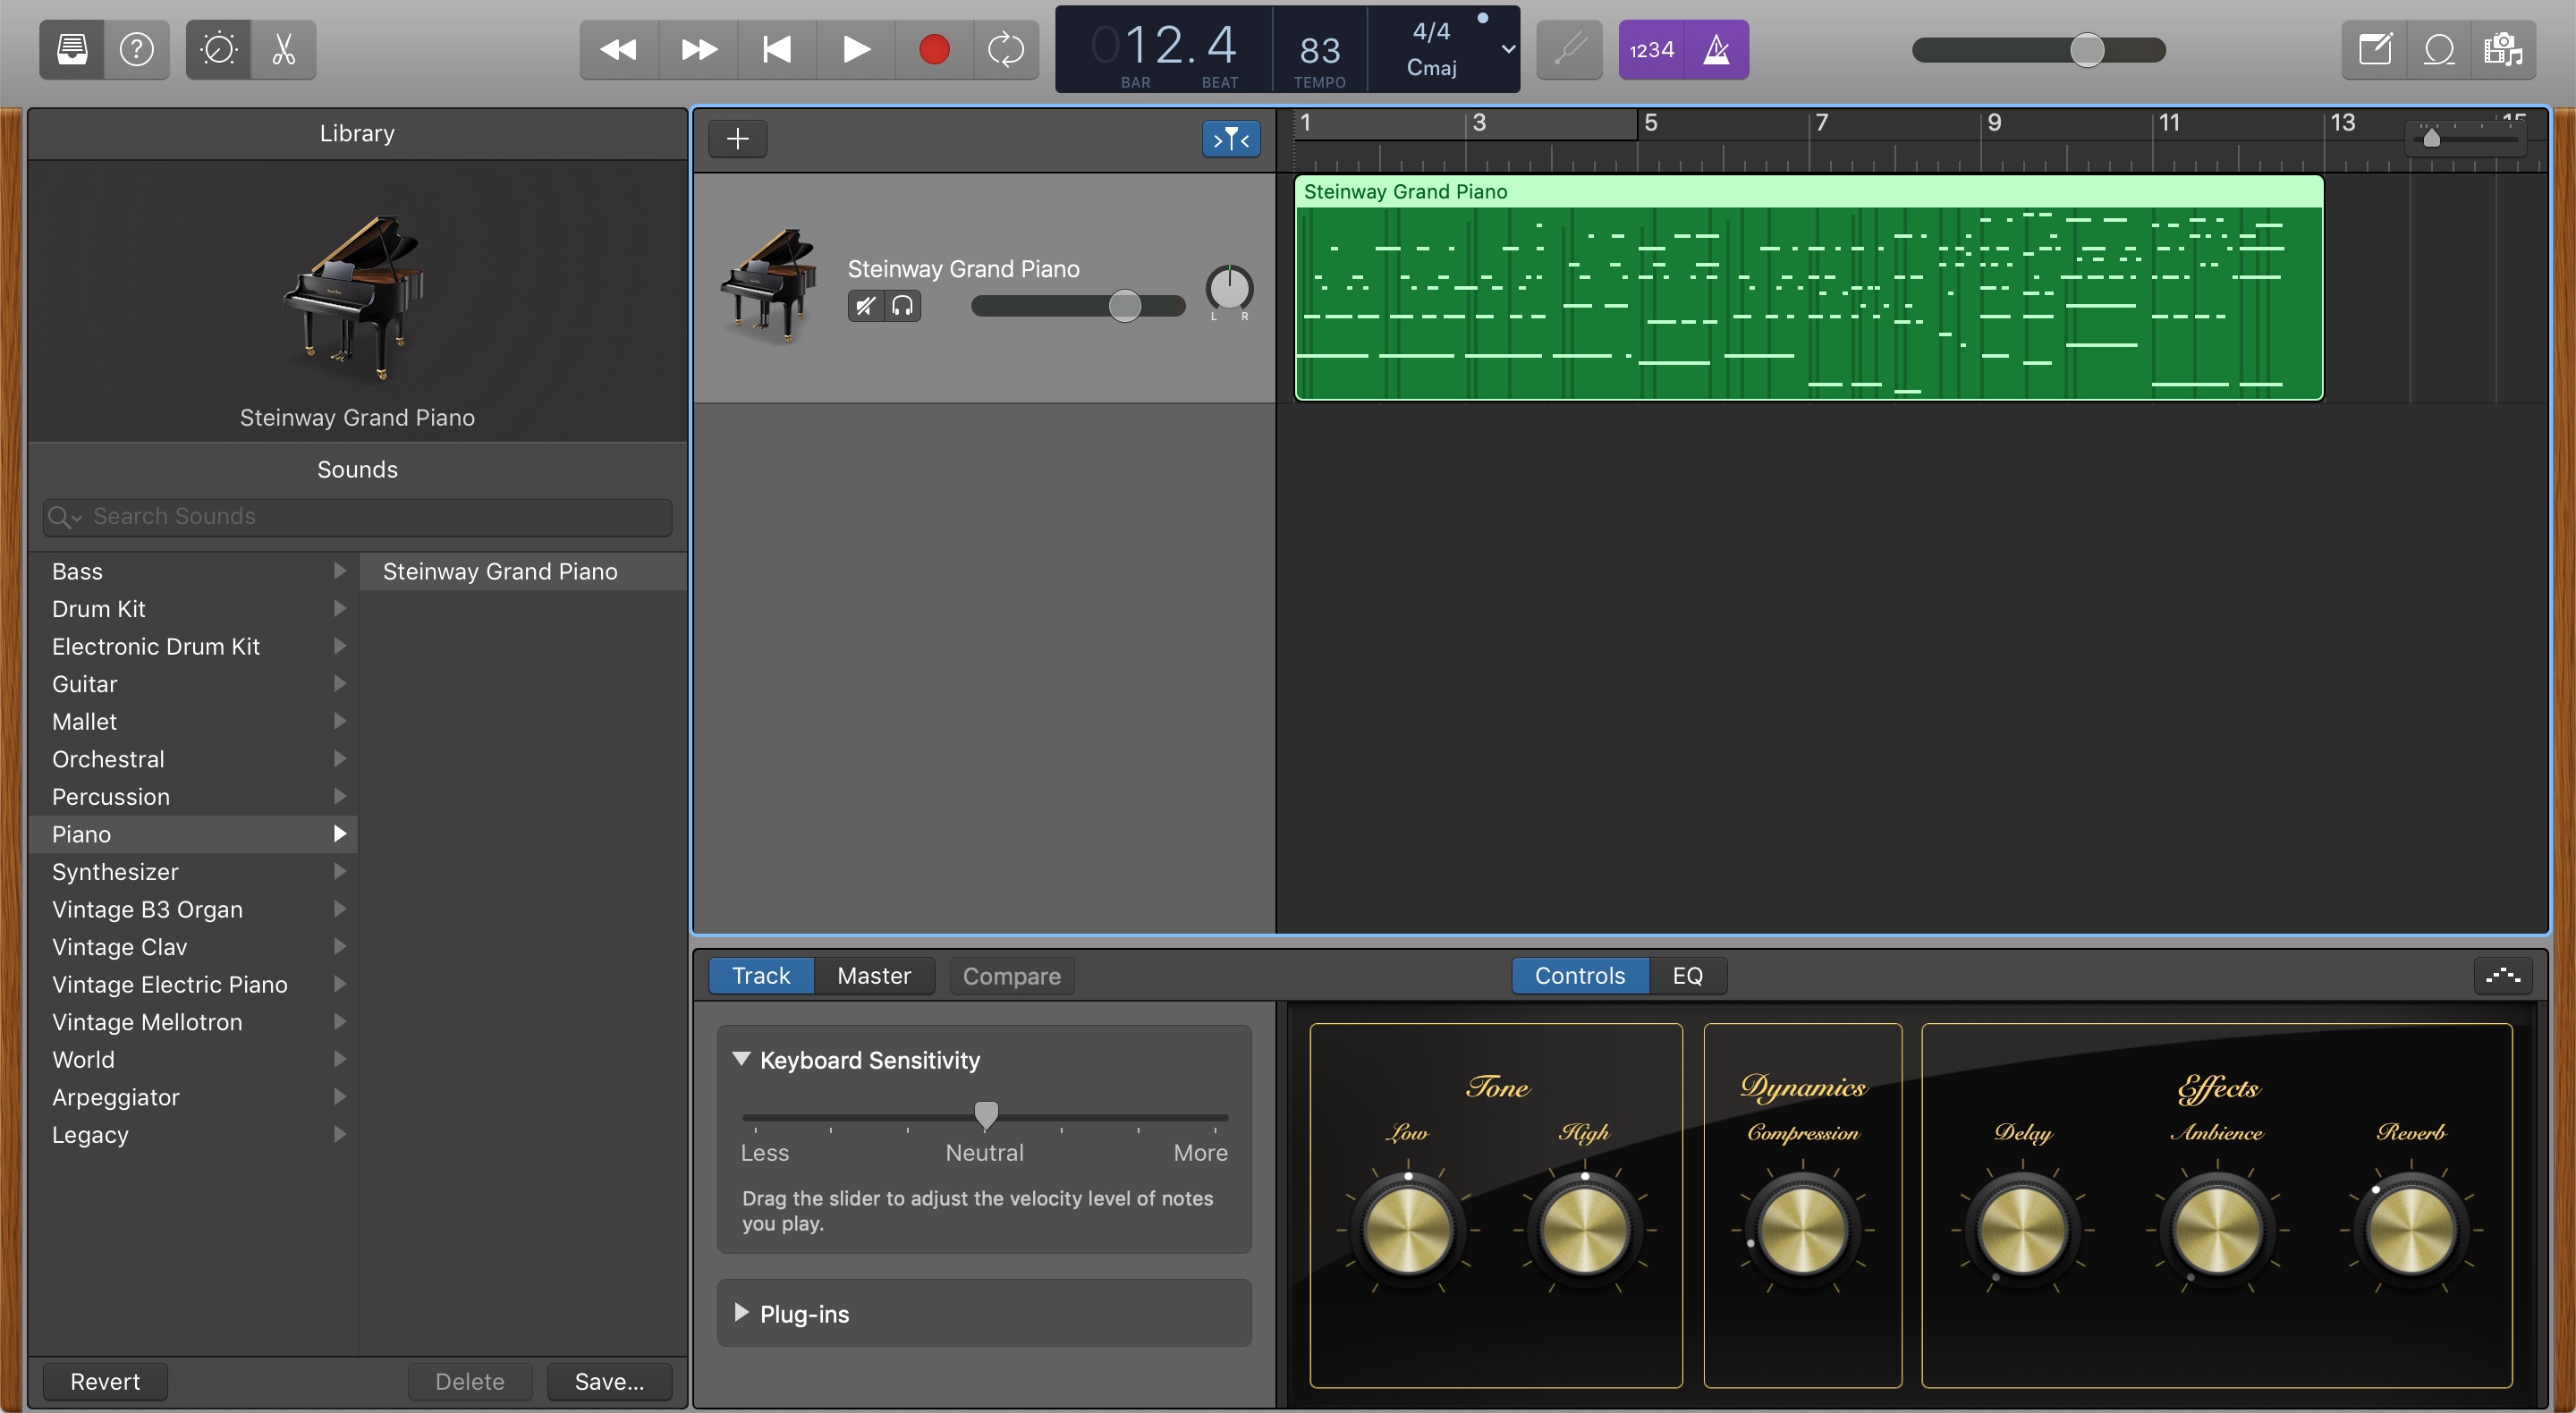 012.4
BAR
BEAT
83
TEMPO
4/4
Cmaj
1234
Library
Steinway Grand Piano
Sounds
Search Sounds
Bass
Drum Kit
Electronic Drum Kit
Guitar
Mallet
Orchestral
Percussion
Piano
Synthesizer
Vintage B3 Organ
Vintage Clav
Vintage Electric Piano
Vintage Mellotron
World
Arpeggiator
Legacy
Steinway Grand Piano
Revert
Delete
Save...
1 3 5 7 9 11 13 15
Steinway Grand Piano
L R
Steinway Grand Piano
Track
Master
Compare
Controls
EQ
Keyboard Sensitivity
Less
Neutral
More
Drag the slider to adjust the velocity level of notes
you play.
Plug-ins
Tone
Low
High
Dynamics
Compression
Effects
Delay
Ambience
Reverb